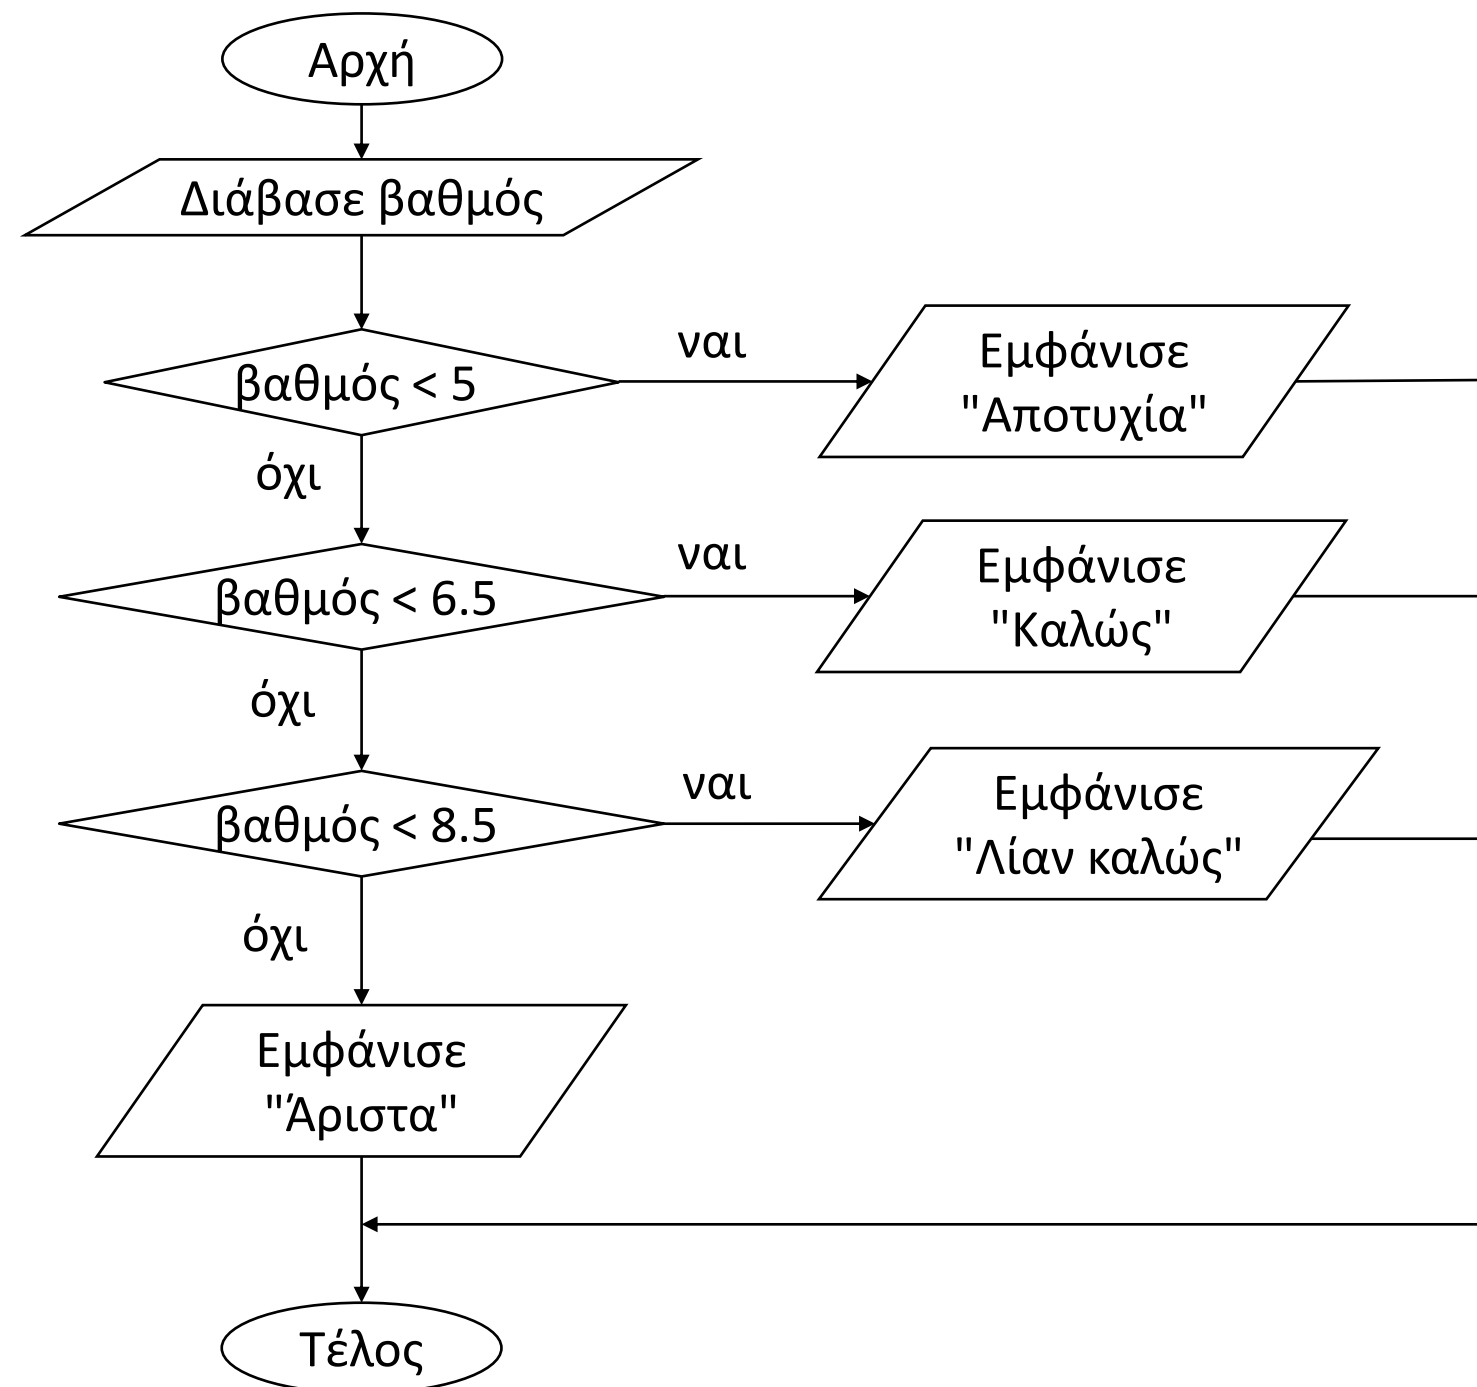 Αρχή
Διάβασε βαθμός
βαθμός < 5
ναι
Εμφάνισε
"Αποτυχία"
όχι
βαθμός < 6.5
ναι
Εμφάνισε
"Καλώς"
όχι
βαθμός < 8.5
ναι
Εμφάνισε
"Λίαν καλώς"
όχι
Εμφάνισε
"Άριστα"
Τέλος